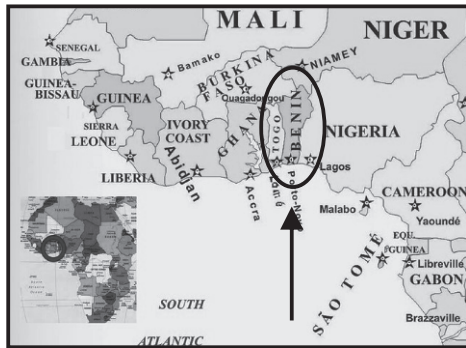 MALI
NIGER
SENEGAL
GAMBIA
GUINEA-
BISSAU
Bamako
BURKINA
FASO
NIAMEY
Ouagadougou
GUINEA
SIERRA
LEONE
IVORY
COAST
GHANA
TOGO
BENIN
NIGERIA
LIBERIA
Abidjan
Accra
Lomé
Porto-Novo
Lagos
CAMEROON
Malabo
Yaoundé
EQU.
GUINEA
SÃO TOMÉ
Libreville
GABON
Brazzaville
SOUTH
ATLANTIC